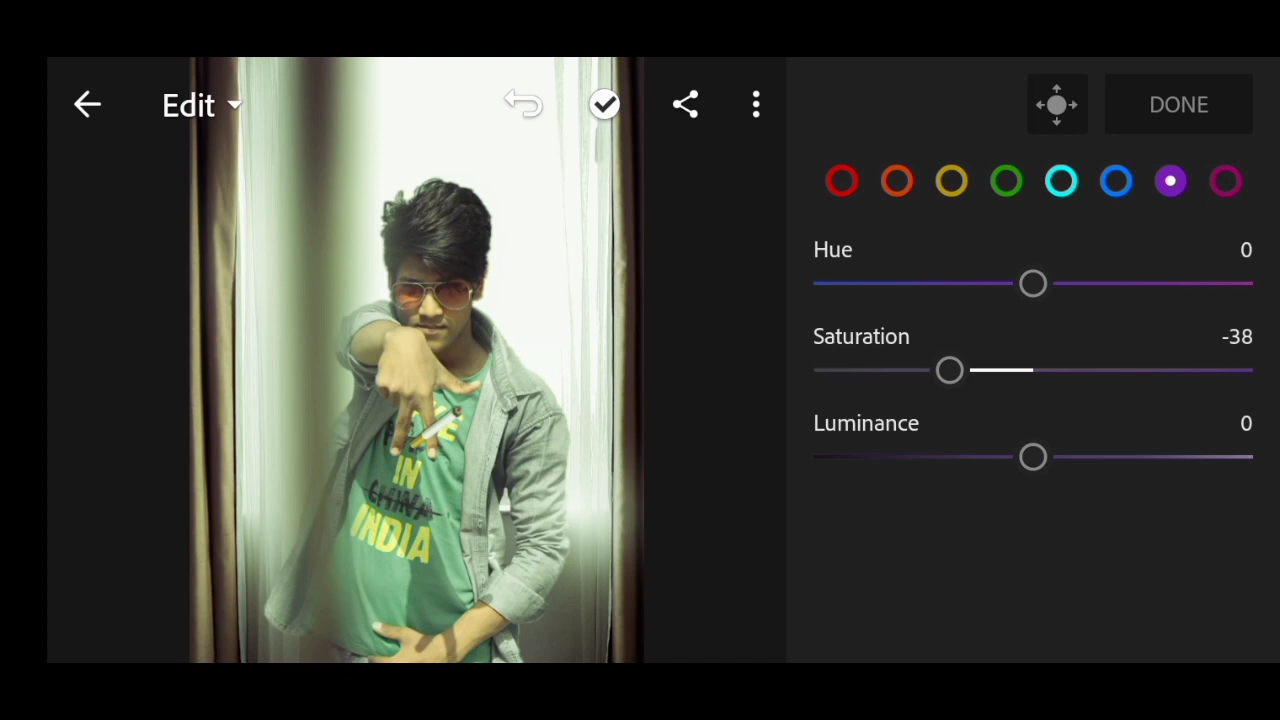 Edit
DONE
Hue 0
Saturation -38
Luminance 0
IN
CHINA
INDIA